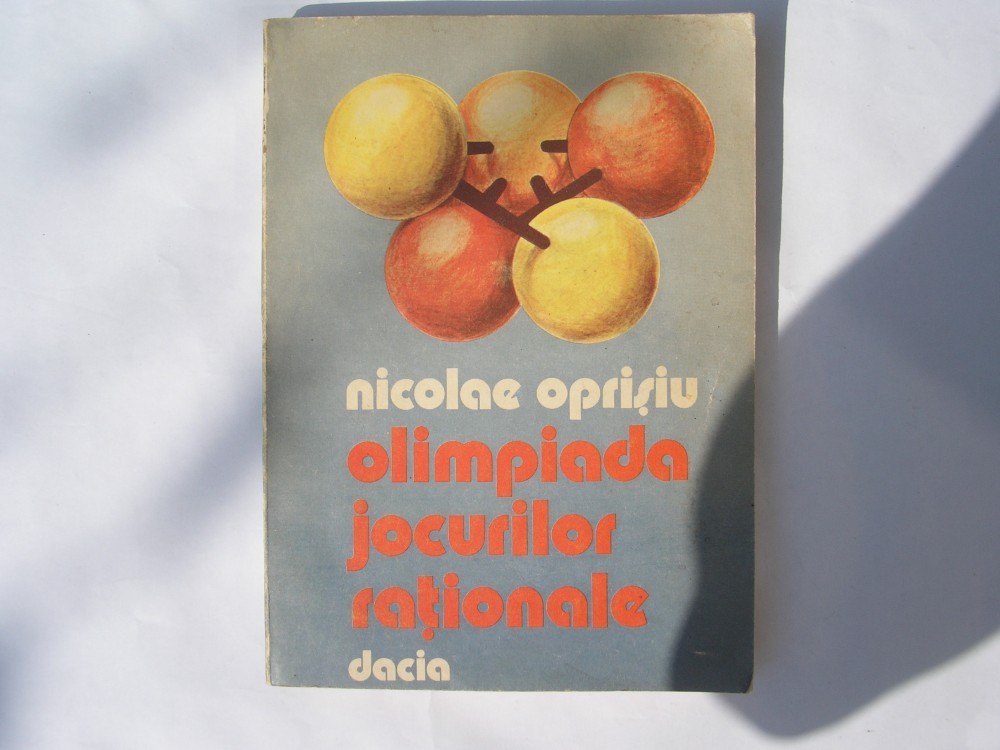 nicolae oprișiu
olimpiada
jocurilor
raționale
dacia